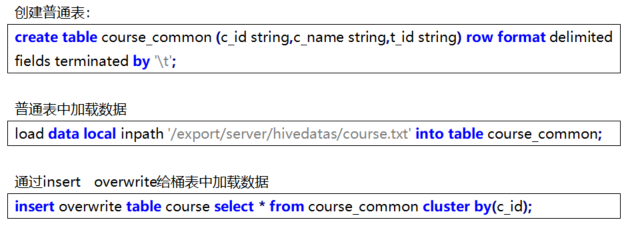 创建普通表：
create table course_common (c_id string,c_name string,t_id string) row format delimited
fields terminated by '\t';
普通表中加载数据
load data local inpath '/export/server/hivedatas/course.txt' into table course_common;
通过insert overwrite给桶表中加载数据
insert overwrite table course select * from course_common cluster by(c_id);